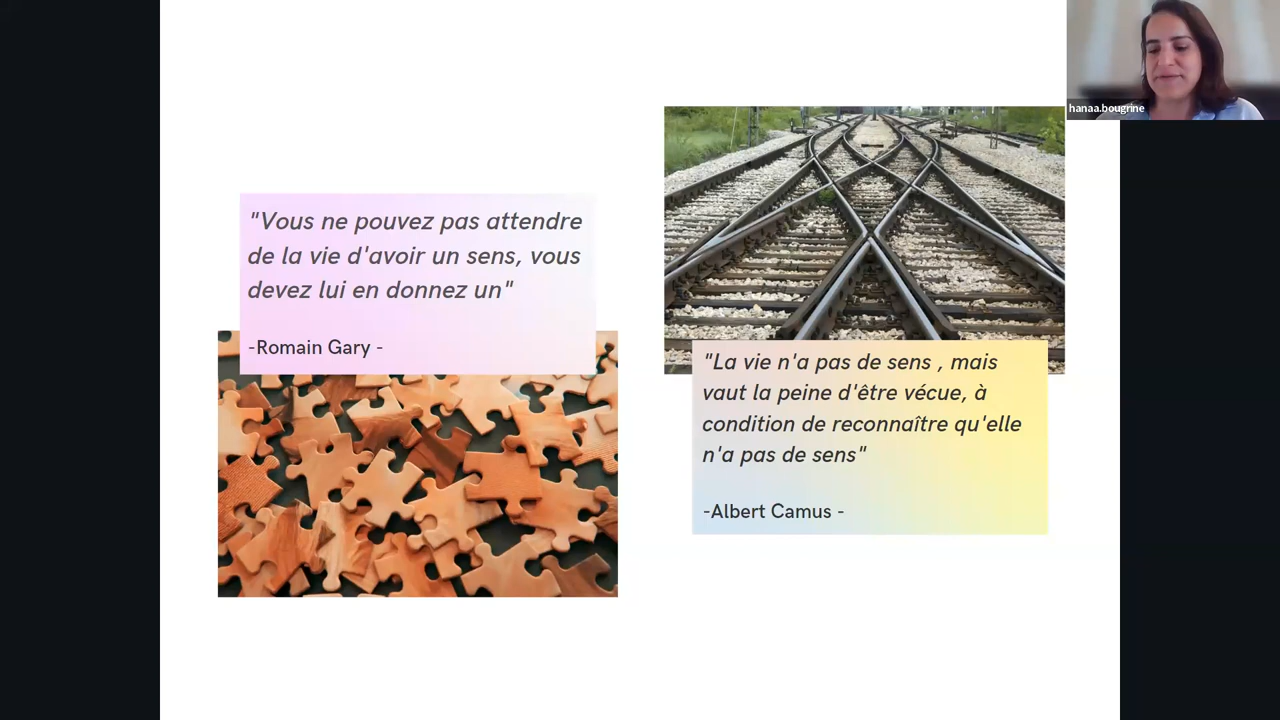 "Vous ne pouvez pas attendre
de la vie d'avoir un sens, vous
devez lui en donnez un"
-Romain Gary -
"La vie n'a pas de sens , mais
vaut la peine d'être vécue, à
condition de reconnaître qu'elle
n'a pas de sens"
-Albert Camus -
hanaa.bougrine